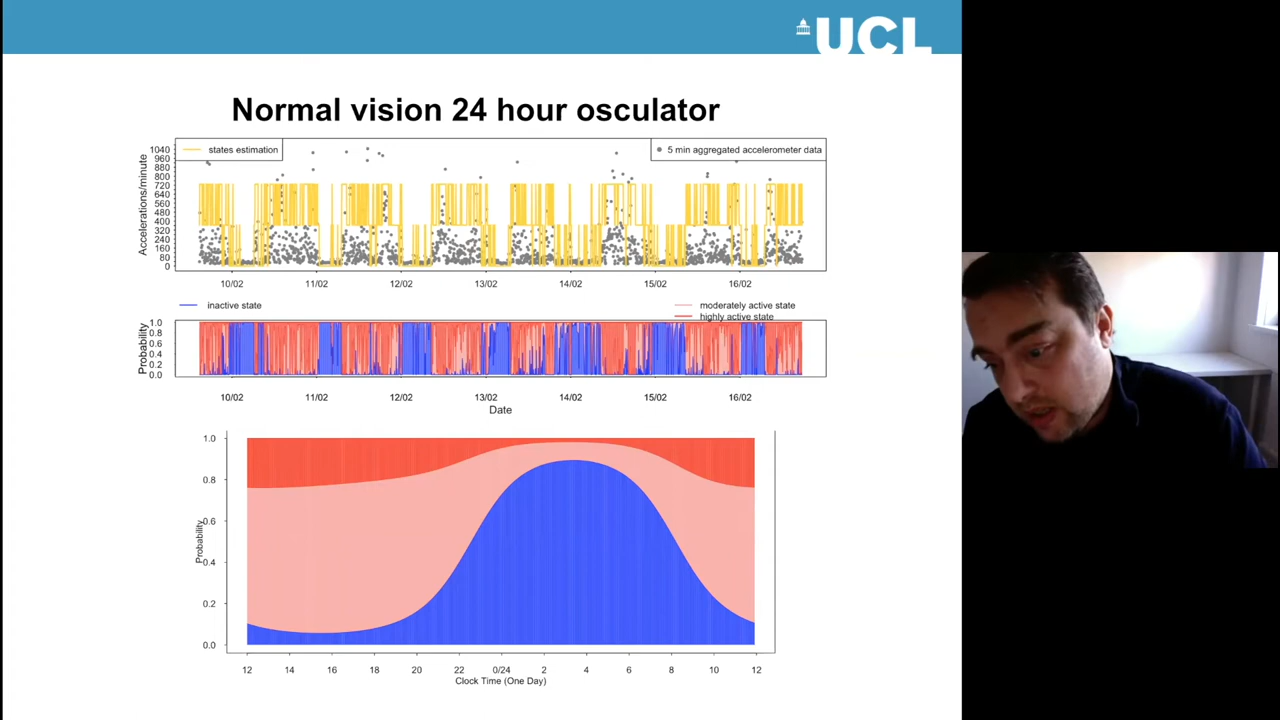 UCL
Normal vision 24 hour osculator
states estimation
5 min aggregated accelerometer data
Accelerations/minute
1040
960
880
800
720
640
560
480
400
320
240
160
80
0
10/02 11/02 12/02 13/02 14/02 15/02 16/02
inactive state
moderately active state
highly active state
Probability
1.0
0.8
0.6
0.4
0.2
0.0
10/02 11/02 12/02 13/02 14/02 15/02 16/02
Date
Probability
1.0
0.8
0.6
0.4
0.2
0.0
12 14 16 18 20 22 0/24 2 4 6 8 10 12
Clock Time (One Day)